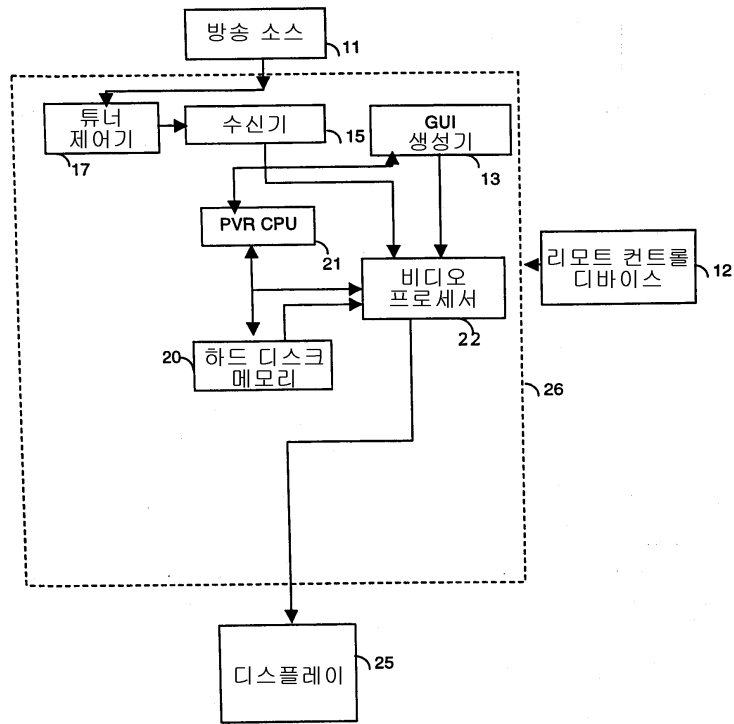 방송 소스
11
튜너
제어기
17
수신기
15
GUI
생성기
13
PVR CPU
21
비디오
프로세서
22
리모트 컨트롤
디바이스
12
20
하드 디스크
메모리
26
디스플레이
25